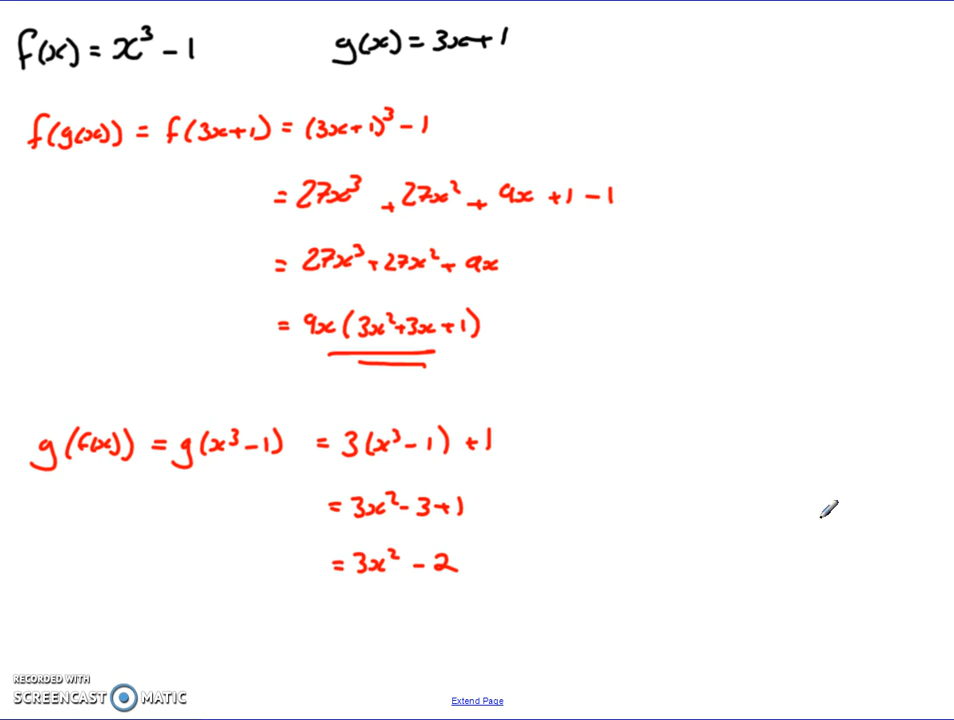 f(x) = x³ - 1 g(x) = 3x+1
f(g(x)) = f(3x+1) = (3x+1)³ - 1
= 27x³ + 27x² + 9x + 1 - 1
= 27x³ + 27x² + 9x
= 9x(3x²+3x+1)
g(f(x)) = g(x³-1) = 3(x³-1) + 1
= 3x² - 3 + 1
= 3x² - 2
RECORDED WITH
SCREENCAST MATIC
Extend Page